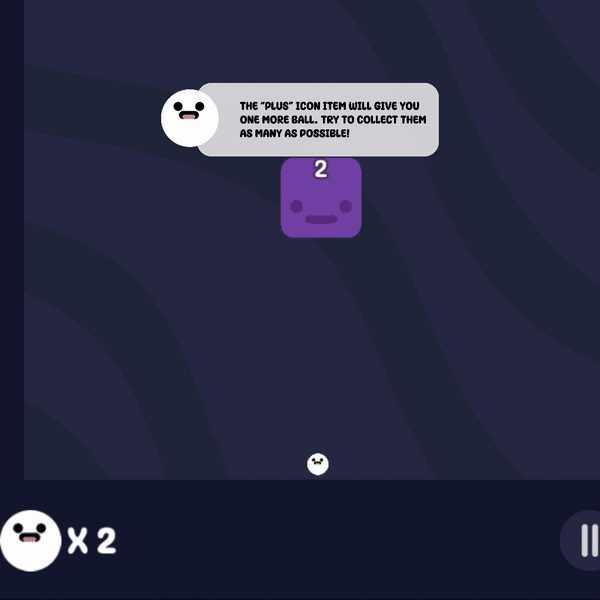 THE "PLUS" ICON ITEM WILL GIVE YOU
ONE MORE BALL. TRY TO COLLECT THEM
AS MANY AS POSSIBLE!
2
X 2